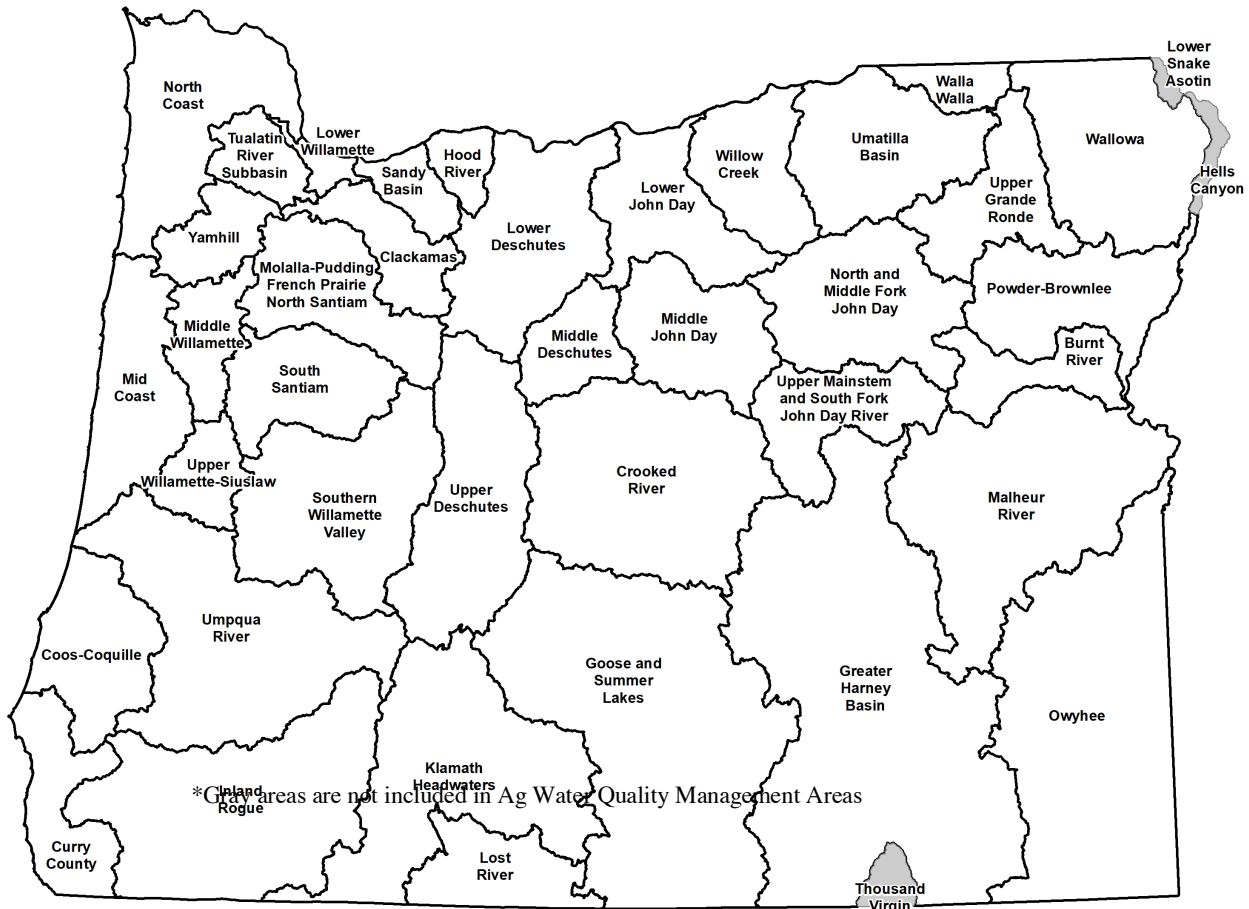 Lower
Snake
Asotin
North
Coast
Walla
Walla
Tualatin
River
Subbasin
Lower
Willamette
Hood
River
Sandy
Basin
Willow
Creek
Umatilla
Basin
Wallowa
Lower
John Day
Hells
Canyon
Upper
Grande
Ronde
Yamhill
Lower
Deschutes
Clackamas
Molalla-Pudding
French Prairie
North Santiam
North and
Middle Fork
John Day
Powder-Brownlee
Middle
Willamette
Middle
Deschutes
Middle
John Day
Burnt
River
Mid
Coast
South
Santiam
Upper Mainstem
and South Fork
John Day River
Upper
Willamette-Siuslaw
Southern
Willamette
Valley
Upper
Deschutes
Crooked
River
Malheur
River
Umpqua
River
Coos-Coquille
Goose and
Summer
Lakes
Greater
Harney
Basin
Owyhee
Klamath
Headwaters
Inland
Rogue
*Gray areas are not included in Ag Water Quality Management Areas
Curry
County
Lost
River
Thousand
Virgin